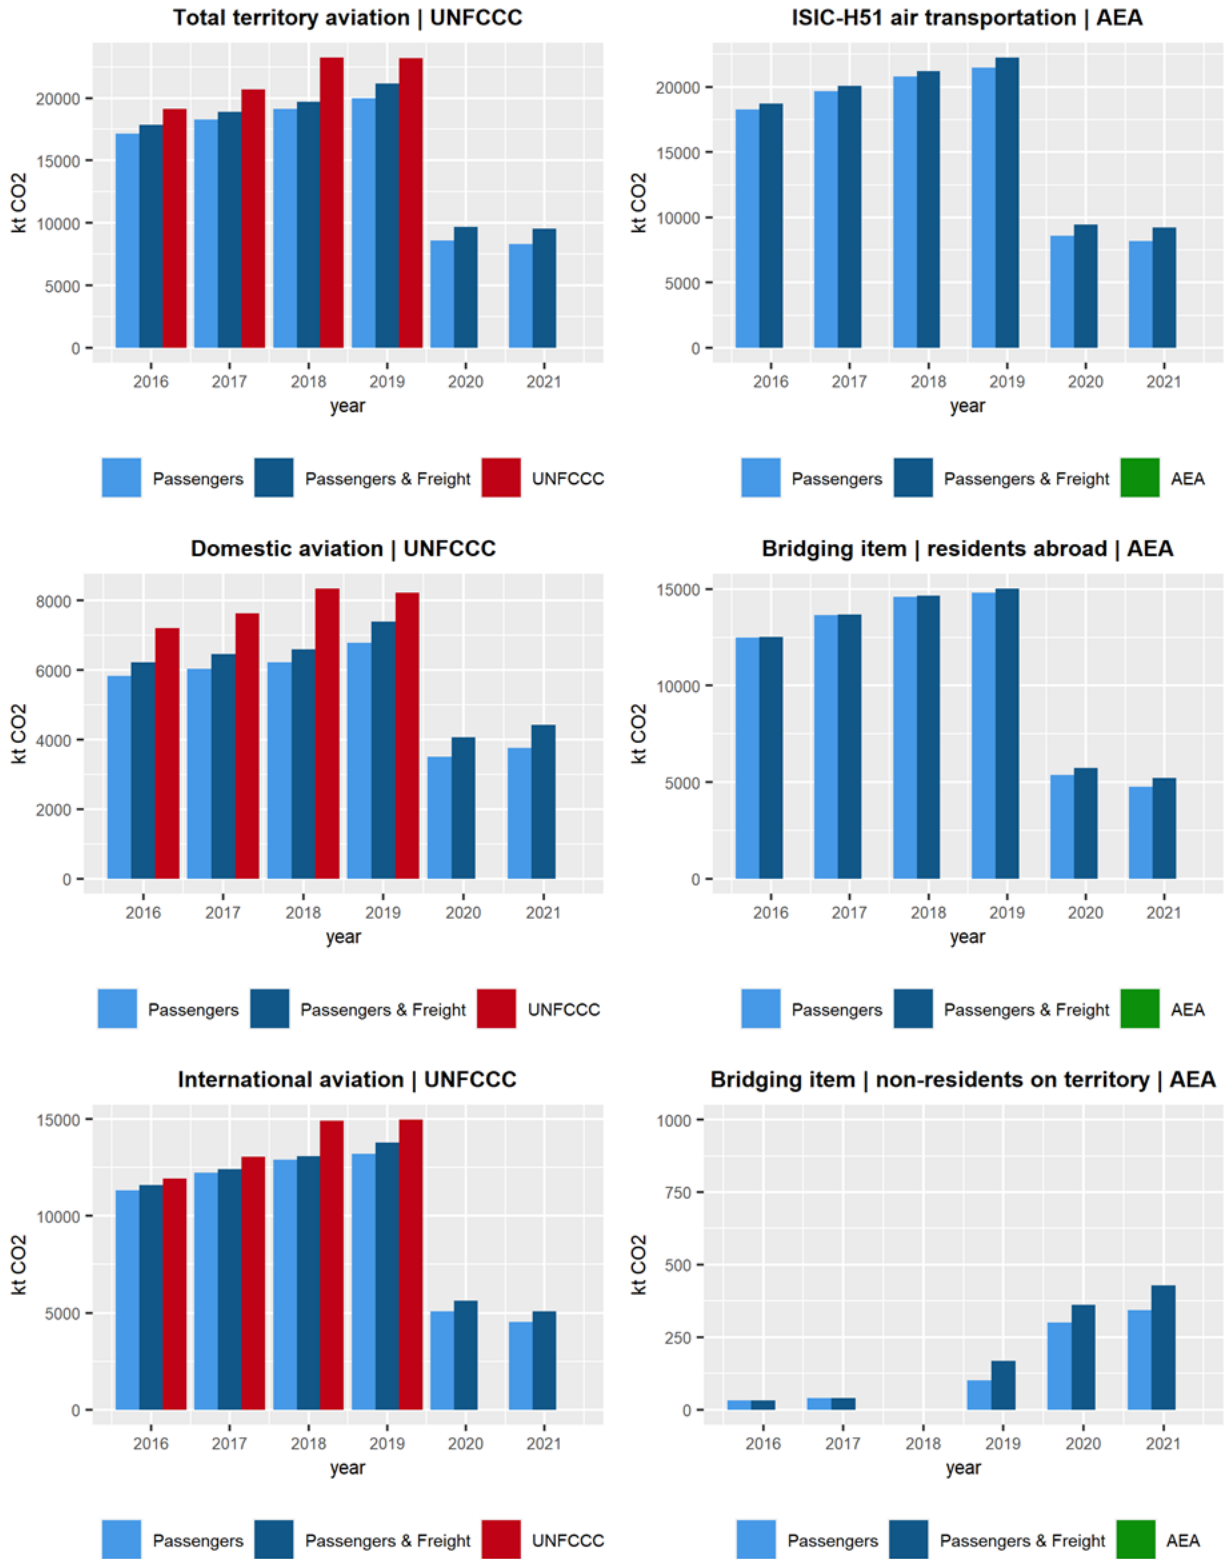 Total territory aviation | UNFCCC
kt CO2
20000
15000
10000
5000
0
2016 2017 2018 2019 2020 2021
year
Passengers Passengers & Freight UNFCCC
ISIC-H51 air transportation | AEA
kt CO2
20000
15000
10000
5000
0
2016 2017 2018 2019 2020 2021
year
Passengers Passengers & Freight AEA
Domestic aviation | UNFCCC
kt CO2
8000
6000
4000
2000
0
2016 2017 2018 2019 2020 2021
year
Passengers Passengers & Freight UNFCCC
Bridging item | residents abroad | AEA
kt CO2
15000
10000
5000
0
2016 2017 2018 2019 2020 2021
year
Passengers Passengers & Freight AEA
International aviation | UNFCCC
kt CO2
15000
10000
5000
0
2016 2017 2018 2019 2020 2021
year
Passengers Passengers & Freight UNFCCC
Bridging item | non-residents on territory | AEA
kt CO2
1000
750
500
250
0
2016 2017 2018 2019 2020 2021
year
Passengers Passengers & Freight AEA